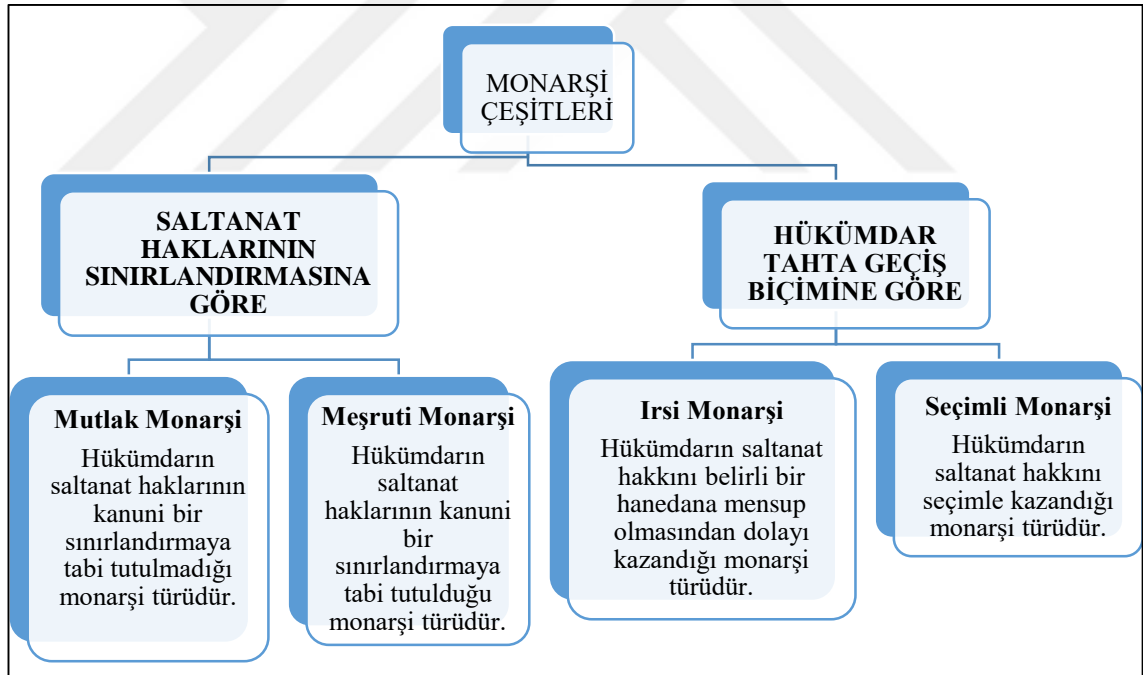 MONARŞİ
ÇEŞİTLERİ
SALTANAT
HAKLARININ
SINIRLANDIRMASINA
GÖRE
HÜKÜMDAR
TAHTA GEÇİŞ
BİÇİMİNE GÖRE
Mutlak Monarşi
Hükümdarın
saltanat haklarının
kanuni bir
sınırlandırmaya
tabi tutulmadığı
monarşi türüdür.
Meşruti Monarşi
Hükümdarın
saltanat
haklarının kanuni
bir
sınırlandırmaya
tabi tutulduğu
monarşi türüdür.
Irsi Monarşi
Hükümdarın saltanat
hakkını belirli bir
hanedana mensup
olmasından dolayı
kazandığı monarşi
türüdür.
Seçimli Monarşi
Hükümdarın
saltanat hakkını
seçimle kazandığı
monarşi türüdür.